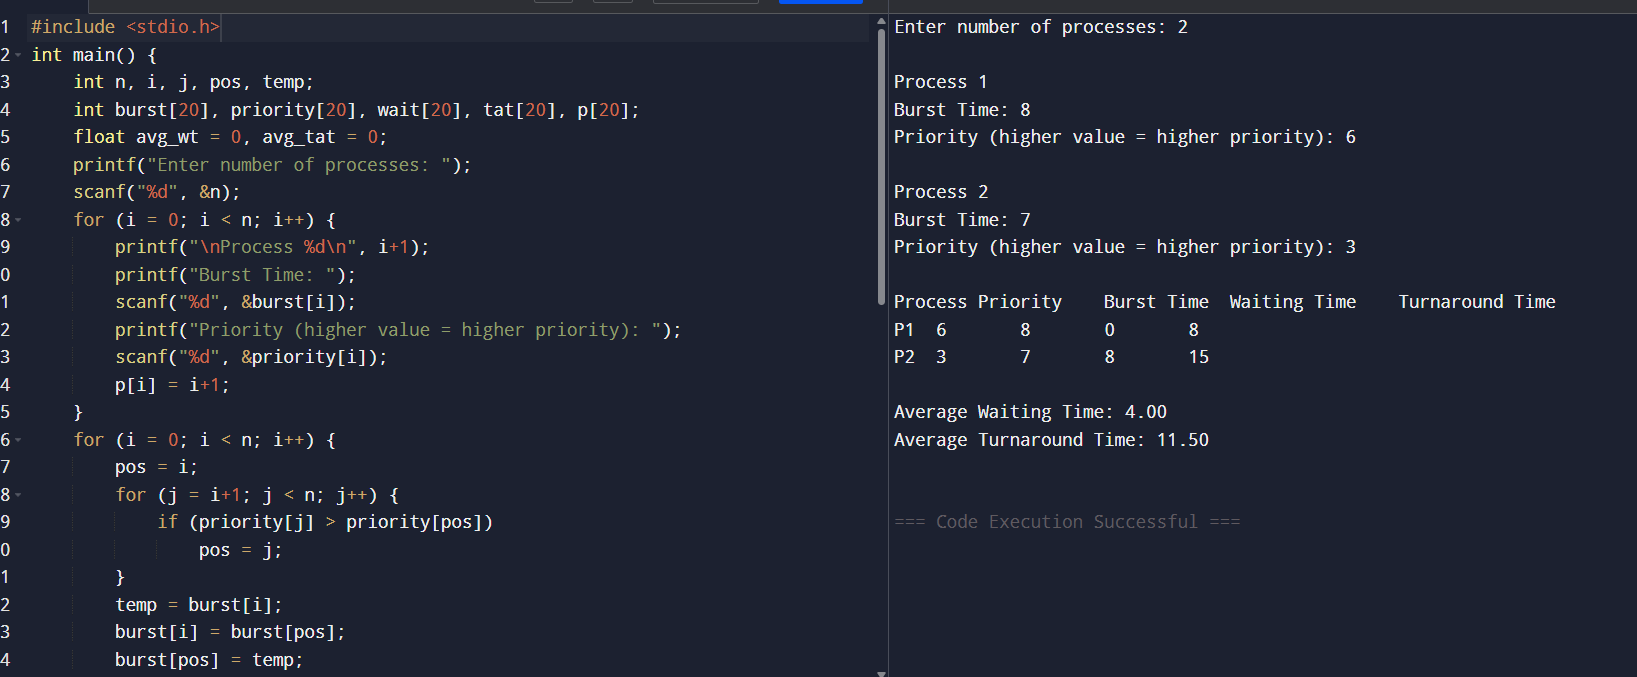 1 #include <stdio.h>
2 int main() {
3     int n, i, j, pos, temp;
4     int burst[20], priority[20], wait[20], tat[20], p[20];
5     float avg_wt = 0, avg_tat = 0;
6     printf("Enter number of processes: ");
7     scanf("%d", &n);
8     for (i = 0; i < n; i++) {
9         printf("\nProcess %d\n", i+1);
0         printf("Burst Time: ");
1         scanf("%d", &burst[i]);
2         printf("Priority (higher value = higher priority): ");
3         scanf("%d", &priority[i]);
4         p[i] = i+1;
5     }
6     for (i = 0; i < n; i++) {
7         pos = i;
8         for (j = i+1; j < n; j++) {
9             if (priority[j] > priority[pos])
0                 pos = j;
1         }
2         temp = burst[i];
3         burst[i] = burst[pos];
4         burst[pos] = temp;
Enter number of processes: 2
Process 1
Burst Time: 8
Priority (higher value = higher priority): 6
Process 2
Burst Time: 7
Priority (higher value = higher priority): 3
Process Priority    Burst Time  Waiting Time    Turnaround Time
P1  6       8       0       8
P2  3       7       8       15
Average Waiting Time: 4.00
Average Turnaround Time: 11.50
=== Code Execution Successful ===